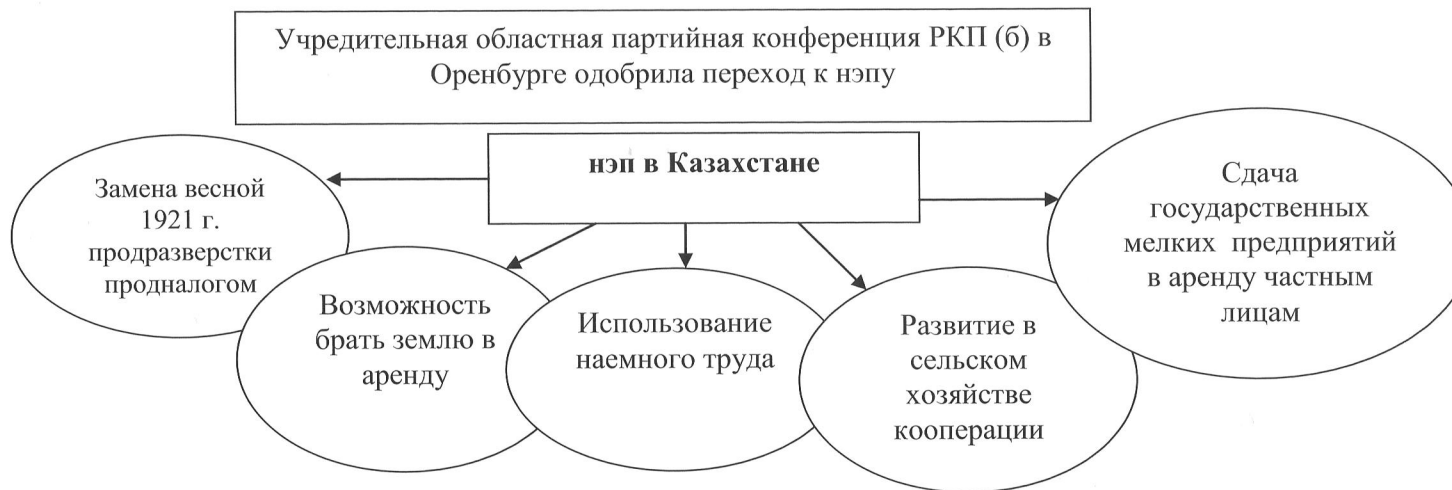 Учредительная областная партийная конференция РКП (б) в
Оренбурге одобрила переход к нэпу
нэп в Казахстане
Замена весной
1921 г.
продразверстки
продналогом
Возможность
брать землю в
аренду
Использование
наемного труда
Развитие в
сельском
хозяйстве
кооперации
Сдача
государственных
мелких предприятий
в аренду частным
лицам